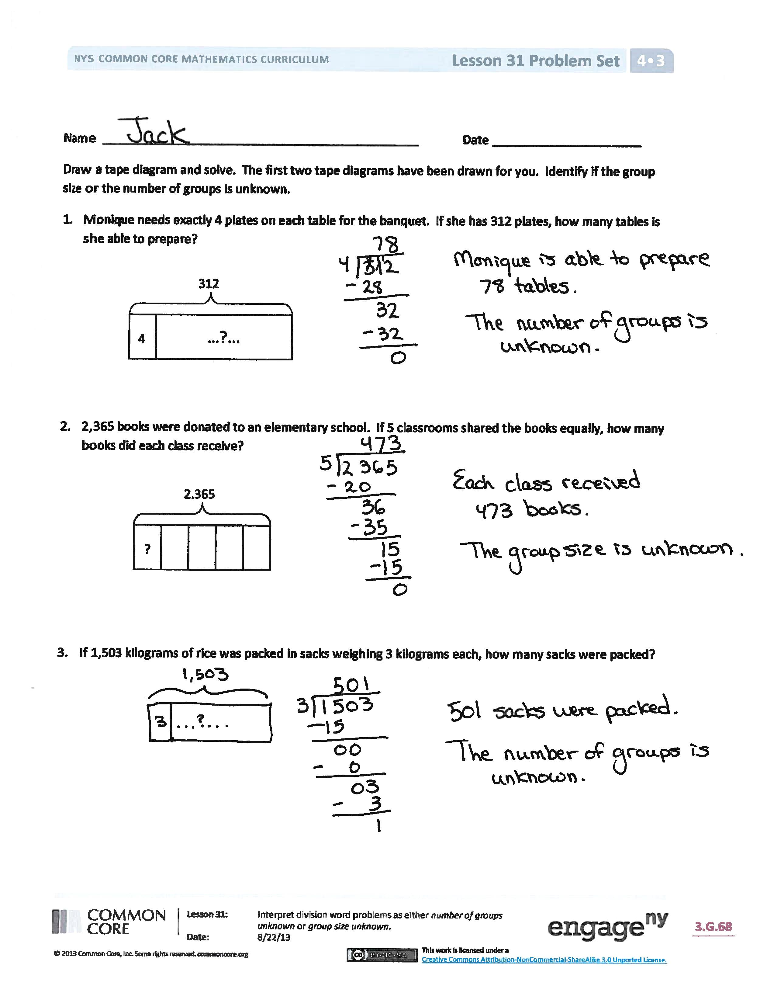 NYS COMMON CORE MATHEMATICS CURRICULUM
Lesson 31 Problem Set 4•3
Name Jack
Date
Draw a tape diagram and solve. The first two tape diagrams have been drawn for you. Identify if the group
size or the number of groups is unknown.
1. Monique needs exactly 4 plates on each table for the banquet. If she has 312 plates, how many tables is
she able to prepare?
312
4 ...?...
78
4 312
- 28
32
- 32
0
Monique is able to prepare
78 tables.
The number of groups is
unknown.
2. 2,365 books were donated to an elementary school. If 5 classrooms shared the books equally, how many
books did each class receive?
2,365
?
473
5 2 365
- 20
36
- 35
15
- 15
0
Each class received
473 books.
The group size is unknown.
3. If 1,503 kilograms of rice was packed in sacks weighing 3 kilograms each, how many sacks were packed?
1,503
3 ...?...
501
3 1503
- 15
00
- 0
03
- 3
1
501 sacks were packed.
The number of groups is
unknown.
COMMON
CORE
Lesson 31: Interpret division word problems as either number of groups
unknown or group size unknown.
Date: 8/22/13
engageny
3.G.68
© 2013 Common Core, Inc. Some rights reserved. commoncore.org
cc BY-NC-SA
This work is licensed under a
Creative Commons Attribution-NonCommercial-ShareAlike 3.0 Unported License.